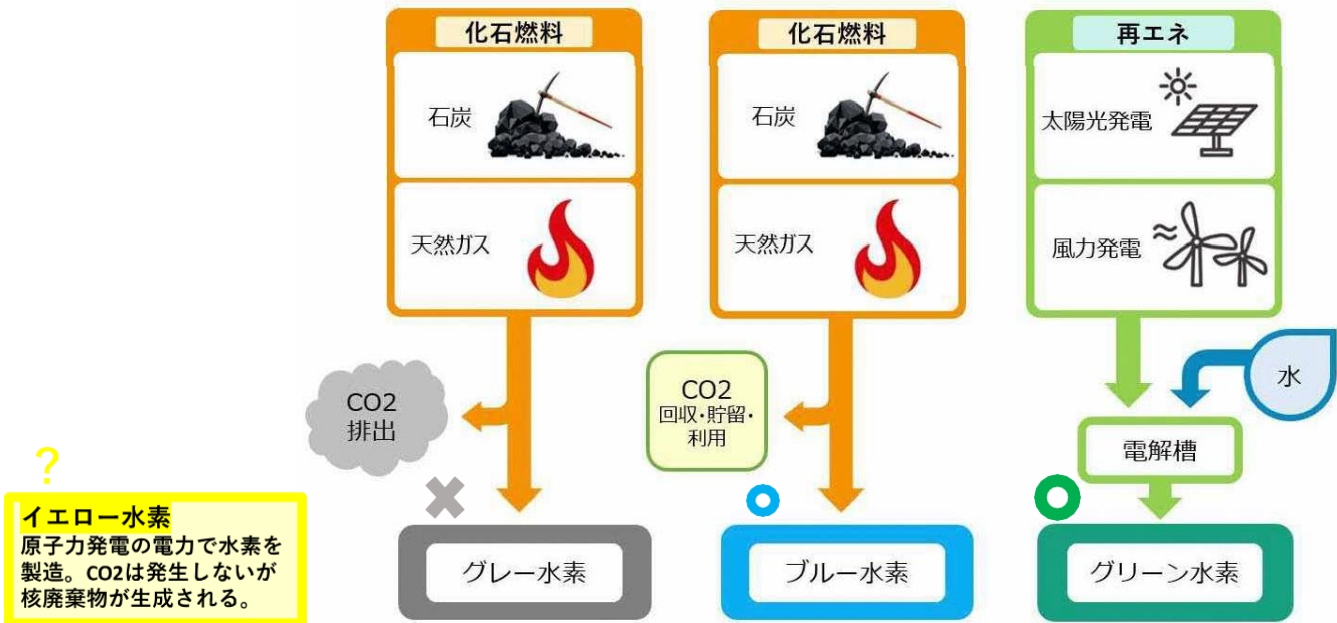 化石燃料
石炭
天然ガス
CO2
排出
×
グレー水素
化石燃料
石炭
天然ガス
CO2
回収・貯留・
利用
ブルー水素
再エネ
太陽光発電
風力発電
水
電解槽
グリーン水素
?
イエロー水素
原子力発電の電力で水素を
製造。CO2は発生しないが
核廃棄物が生成される。